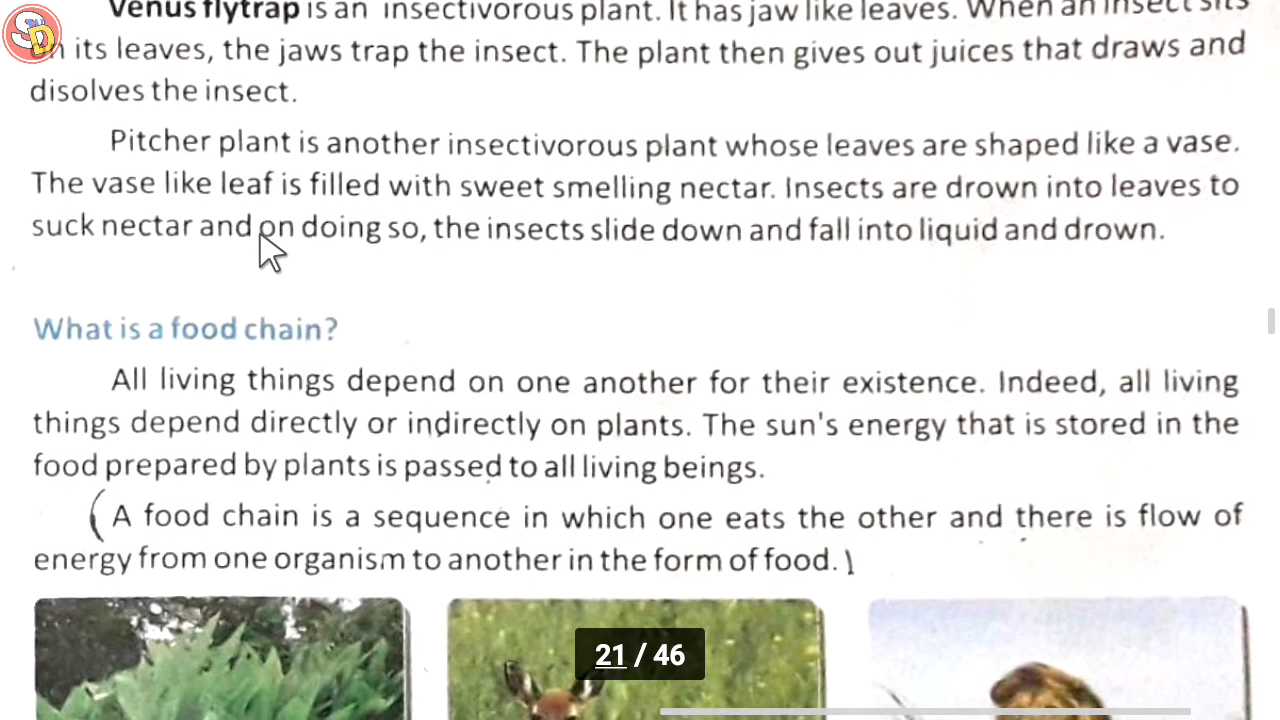 Venus flytrap is an insectivorous plant. It has jaw like leaves. When an insect sits
on its leaves, the jaws trap the insect. The plant then gives out juices that draws and
disolves the insect.
Pitcher plant is another insectivorous plant whose leaves are shaped like a vase.
The vase like leaf is filled with sweet smelling nectar. Insects are drown into leaves to
suck nectar and on doing so, the insects slide down and fall into liquid and drown.
What is a food chain?
All living things depend on one another for their existence. Indeed, all living
things depend directly or indirectly on plants. The sun's energy that is stored in the
food prepared by plants is passed to all living beings.
(A food chain is a sequence in which one eats the other and there is flow of
energy from one organism to another in the form of food.)
21 / 46